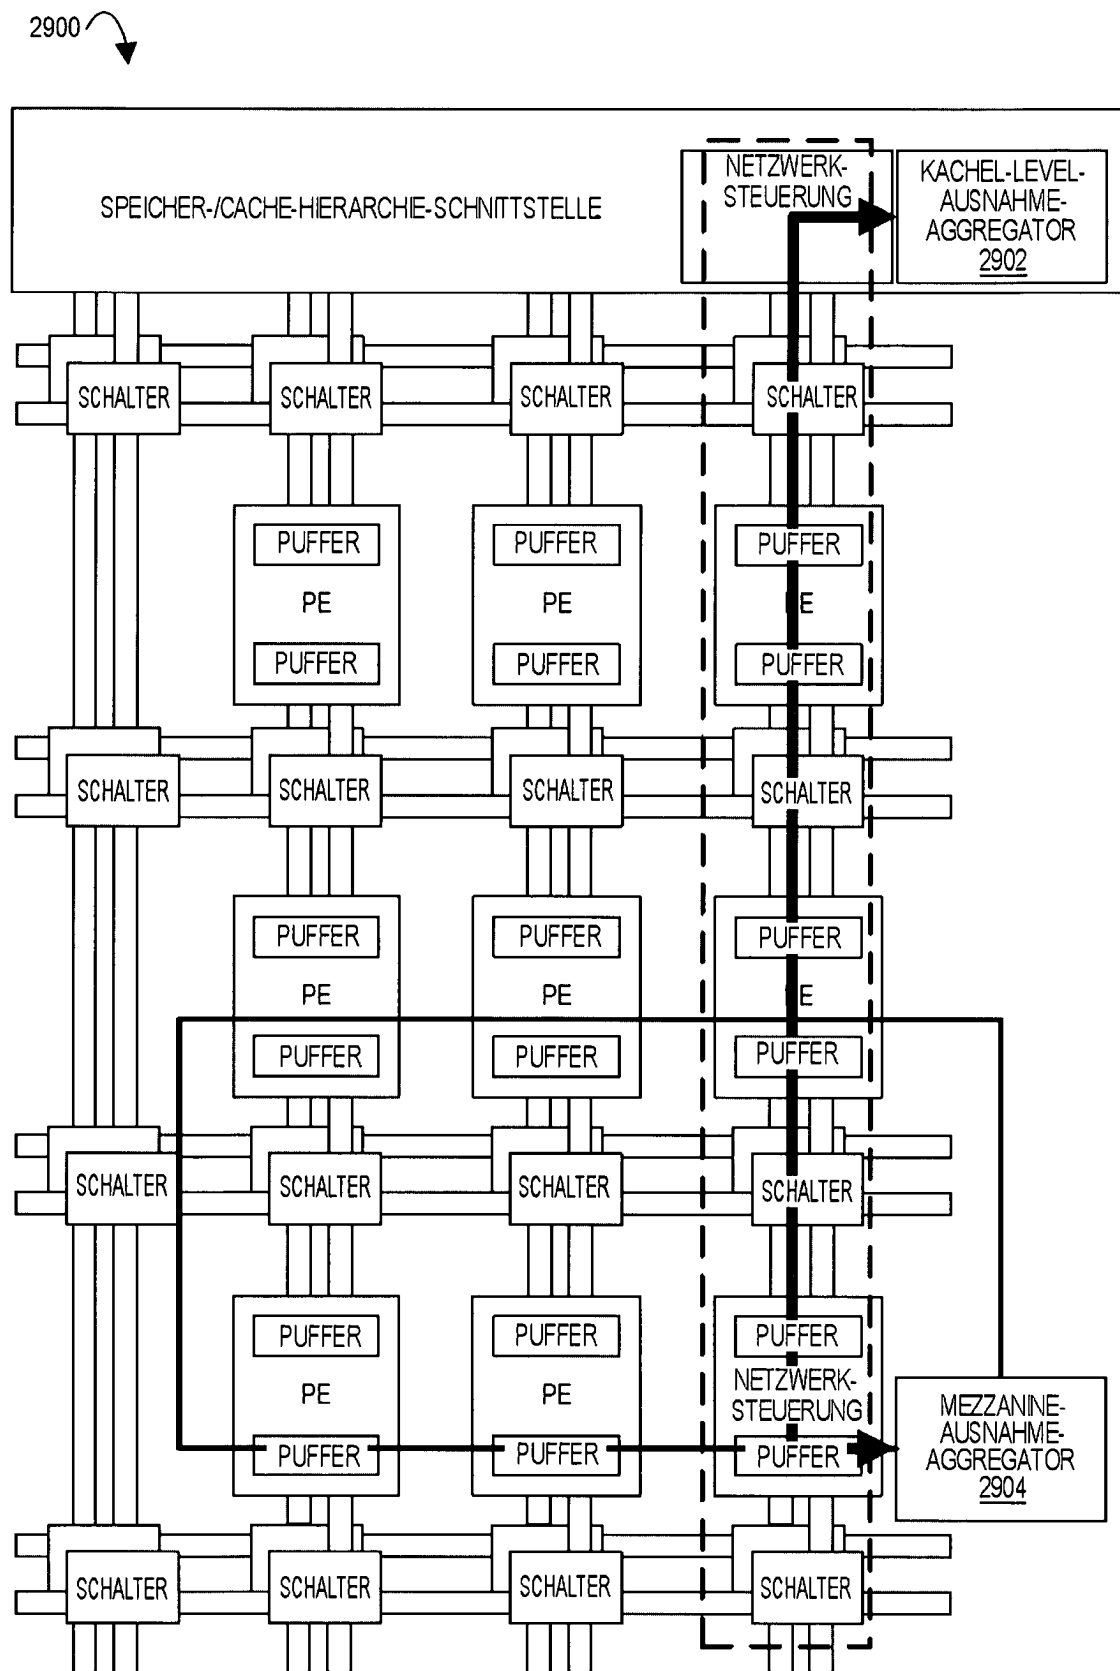 2900
SPEICHER-/CACHE-HIERARCHIE-SCHNITTSTELLE
NETZWERK-
STEUERUNG
KACHEL-LEVEL-
AUSNAHME-
AGGREGATOR
2902
SCHALTER SCHALTER SCHALTER SCHALTER
PUFFER PUFFER PUFFER
PE PE PE
PUFFER PUFFER PUFFER
SCHALTER SCHALTER SCHALTER SCHALTER
PUFFER PUFFER PUFFER
PE PE PE
PUFFER PUFFER PUFFER
SCHALTER SCHALTER SCHALTER SCHALTER
PUFFER PUFFER PUFFER
PE PE
NETZWERK-
STEUERUNG
PUFFER PUFFER PUFFER
MEZZANINE-
AUSNAHME-
AGGREGATOR
2904
SCHALTER SCHALTER SCHALTER SCHALTER